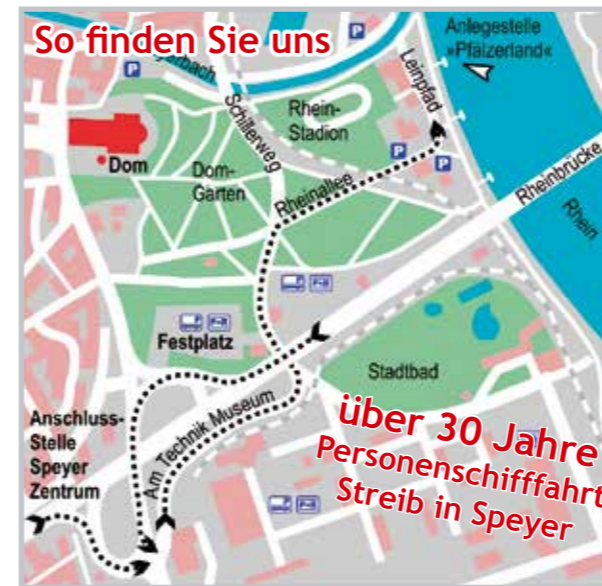 So finden Sie uns
Anlegestelle
»Pfälzerland«
P
P
Leinpfad
Schillerweg
Rhein-
Stadion
Dom
Dom-
Garten
Rheinallee
P
P
Rheinbrücke
Rhein
Festplatz
Stadtbad
Anschluss-
Stelle
Speyer
Zentrum
Am Technik Museum
über 30 Jahre
Personenschifffahrt
Streib in Speyer